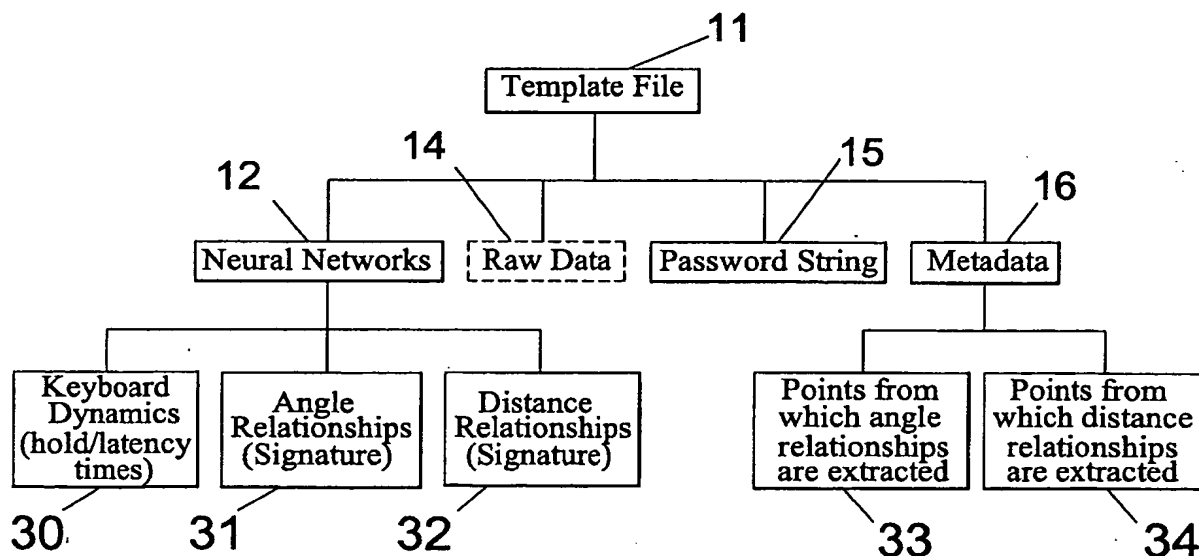 11
Template File
14
15
12
16
Neural Networks
Raw Data
Password String
Metadata
Keyboard
Dynamics
(hold/latency
times)
Angle
Relationships
(Signature)
Distance
Relationships
(Signature)
Points from
which angle
relationships
are extracted
Points from
which distance
relationships
are extracted
30
31
32
33
34